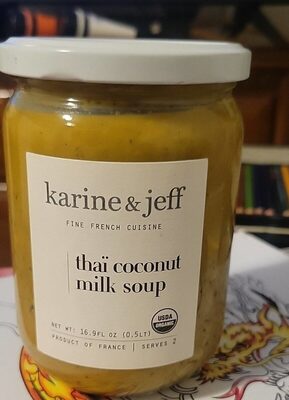 karine & jeff
FINE FRENCH CUISINE
thaï coconut
milk soup
USDA
ORGANIC
NET WT: 16.9FL OZ (0.5LT)
PRODUCT OF FRANCE | SERVES 2